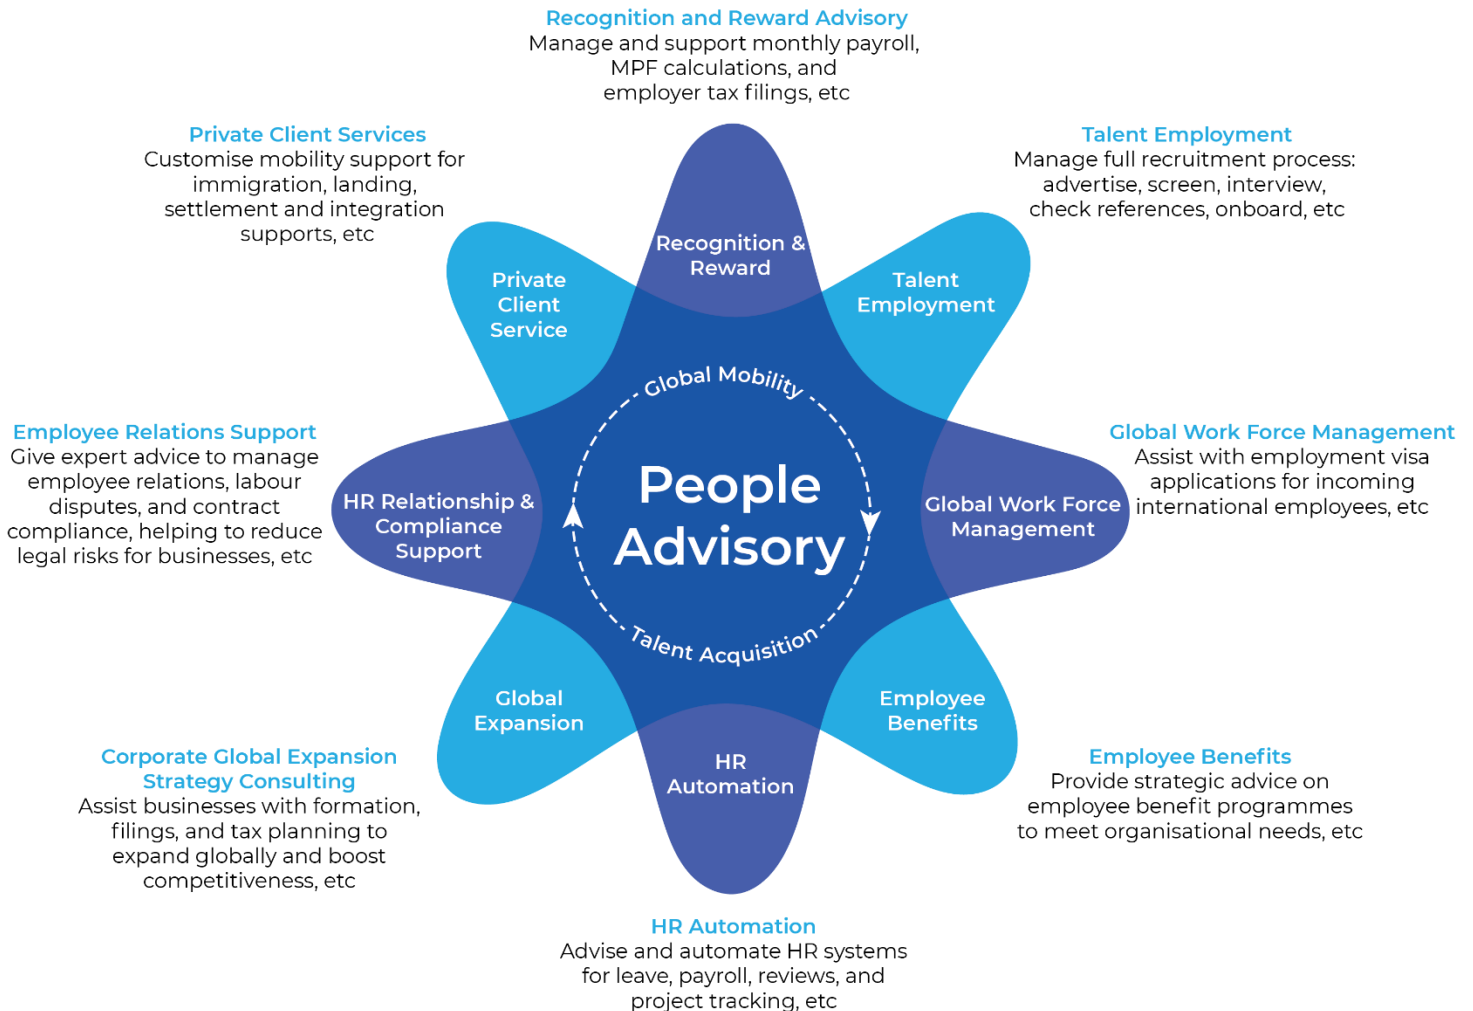 Recognition and Reward Advisory
Manage and support monthly payroll,
MPF calculations, and
employer tax filings, etc
Private Client Services
Customise mobility support for
immigration, landing,
settlement and integration
supports, etc
Talent Employment
Manage full recruitment process:
advertise, screen, interview,
check references, onboard, etc
Recognition &
Reward
Private
Client
Service
Talent
Employment
Global Mobility
People
Advisory
Talent Acquisition
Employee Relations Support
Give expert advice to manage
employee relations, labour
disputes, and contract
compliance, helping to reduce
legal risks for businesses, etc
HR Relationship &
Compliance
Support
Global Work Force
Management
Global Work Force Management
Assist with employment visa
applications for incoming
international employees, etc
Global
Expansion
Employee
Benefits
HR
Automation
Corporate Global Expansion
Strategy Consulting
Assist businesses with formation,
filings, and tax planning to
expand globally and boost
competitiveness, etc
Employee Benefits
Provide strategic advice on
employee benefit programmes
to meet organisational needs, etc
HR Automation
Advise and automate HR systems
for leave, payroll, reviews, and
project tracking, etc